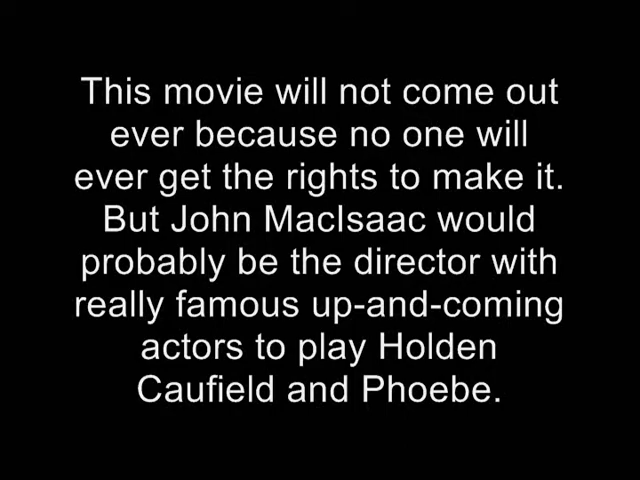 This movie will not come out
ever because no one will
ever get the rights to make it.
But John MacIsaac would
probably be the director with
really famous up-and-coming
actors to play Holden
Caufield and Phoebe.